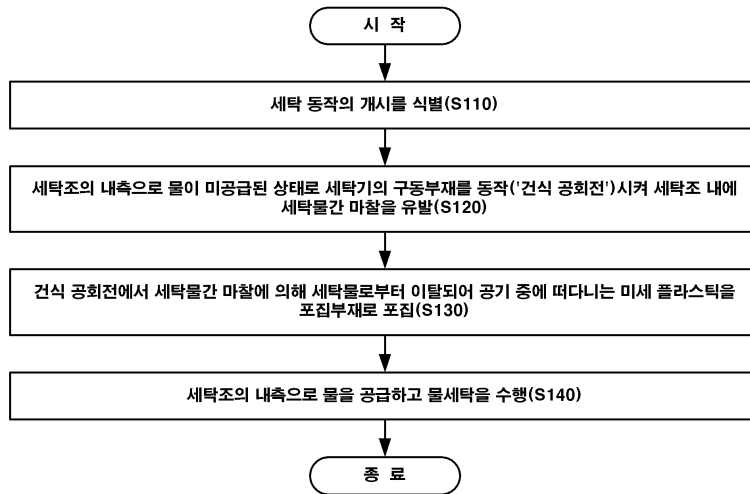 시 작
세탁 동작의 개시를 식별(S110)
세탁조의 내측으로 물이 미공급된 상태로 세탁기의 구동부재를 동작('건식 공회전')시켜 세탁조 내에
세탁물간 마찰을 유발(S120)
건식 공회전에서 세탁물간 마찰에 의해 세탁물로부터 이탈되어 공기 중에 떠다니는 미세 플라스틱을
포집부재로 포집(S130)
세탁조의 내측으로 물을 공급하고 물세탁을 수행(S140)
종 료